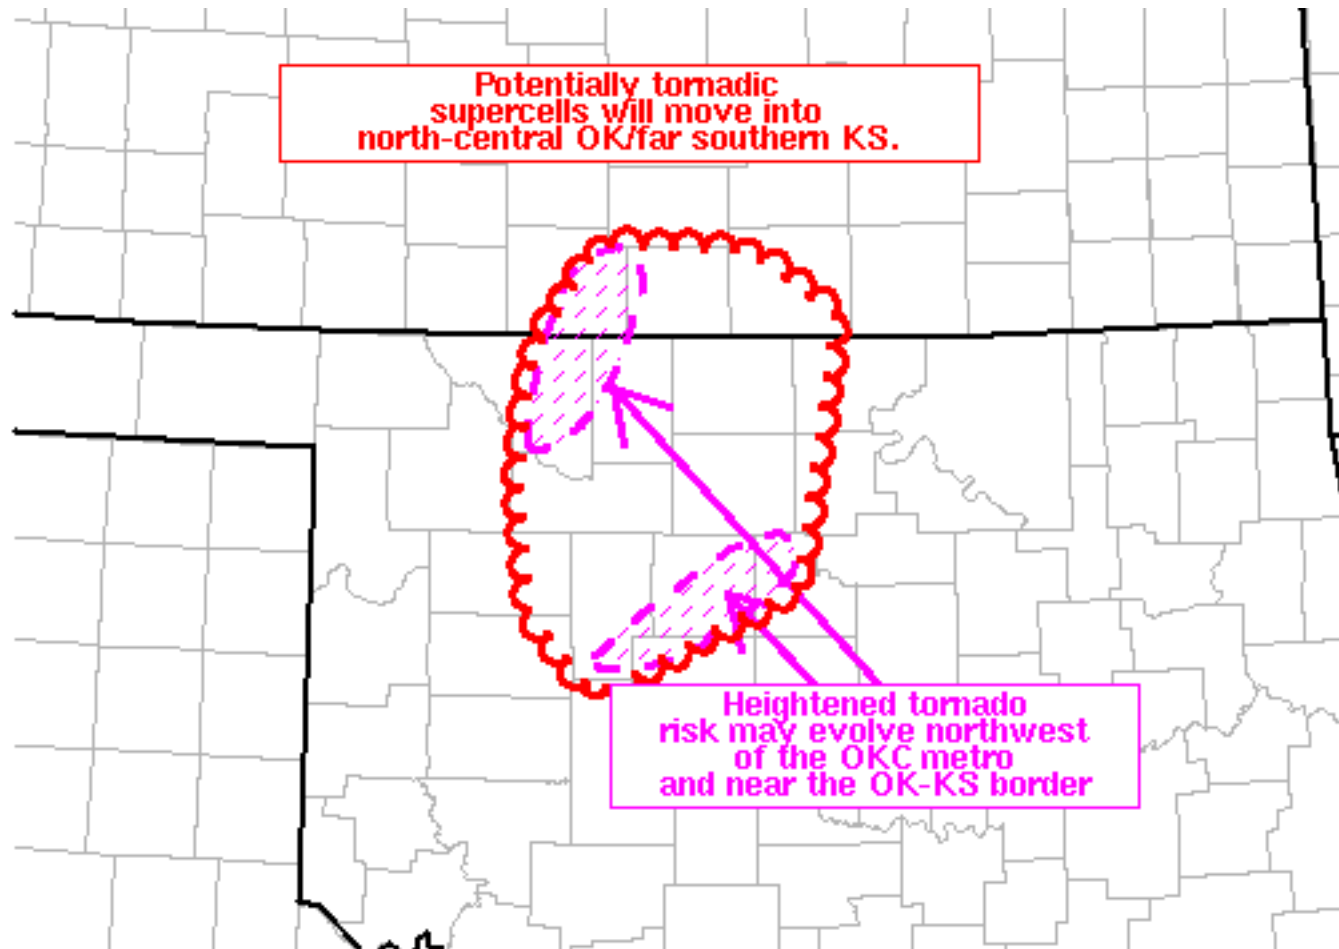 Potentially tornadic
supercells will move into
north-central OK/far southern KS.
Heightened tornado
risk may evolve northwest
of the OKC metro
and near the OK-KS border